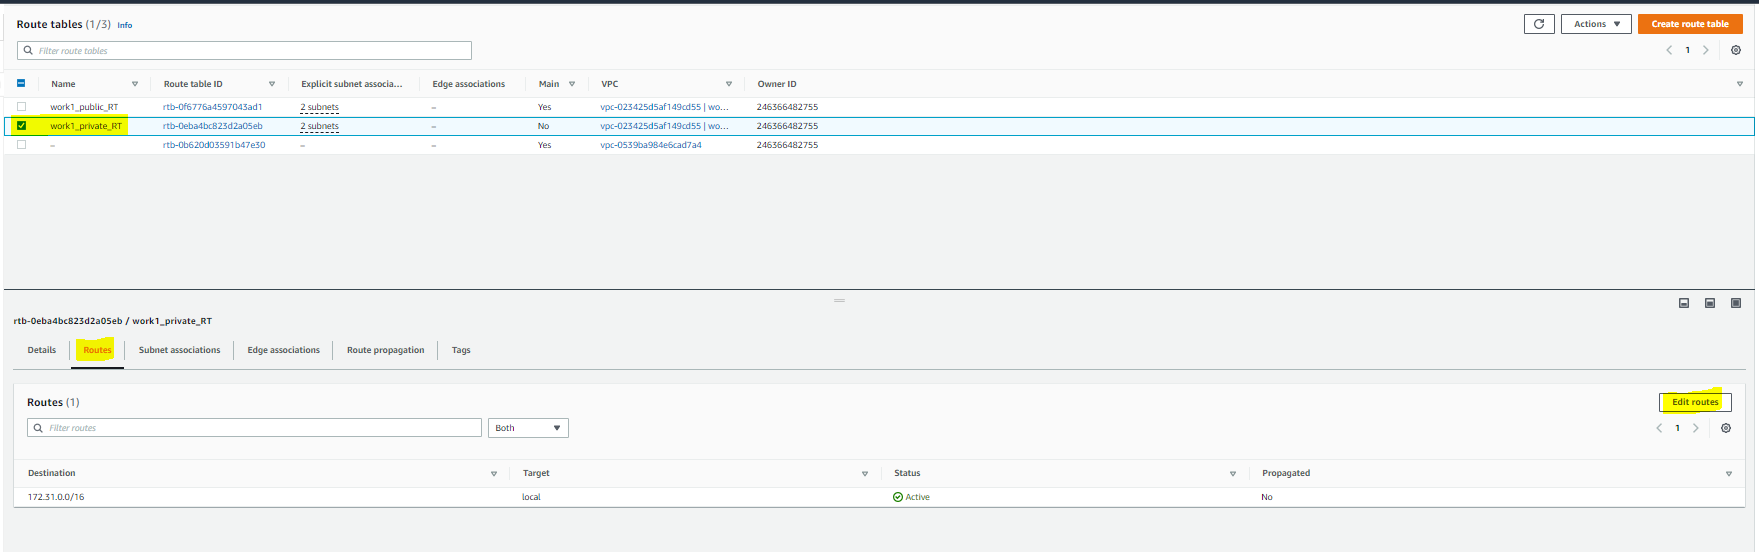 Route tables (1/3) Info
Actions
Create route table
Filter route tables
1
Name Route table ID Explicit subnet associa... Edge associations Main VPC Owner ID
work1_public_RT rtb-0f6776a4597043ad1 2 subnets – Yes vpc-023425d5af149cd55 | wo... 246366482755
work1_private_RT rtb-0eba4bc823d2a05eb 2 subnets – No vpc-023425d5af149cd55 | wo... 246366482755
– rtb-0b620d03591b47e30 – – Yes vpc-0539ba984e6cad7a4 246366482755
rtb-0eba4bc823d2a05eb / work1_private_RT
Details Routes Subnet associations Edge associations Route propagation Tags
Routes (1)
Edit routes
Filter routes
Both
1
Destination Target Status Propagated
172.31.0.0/16 local Active No